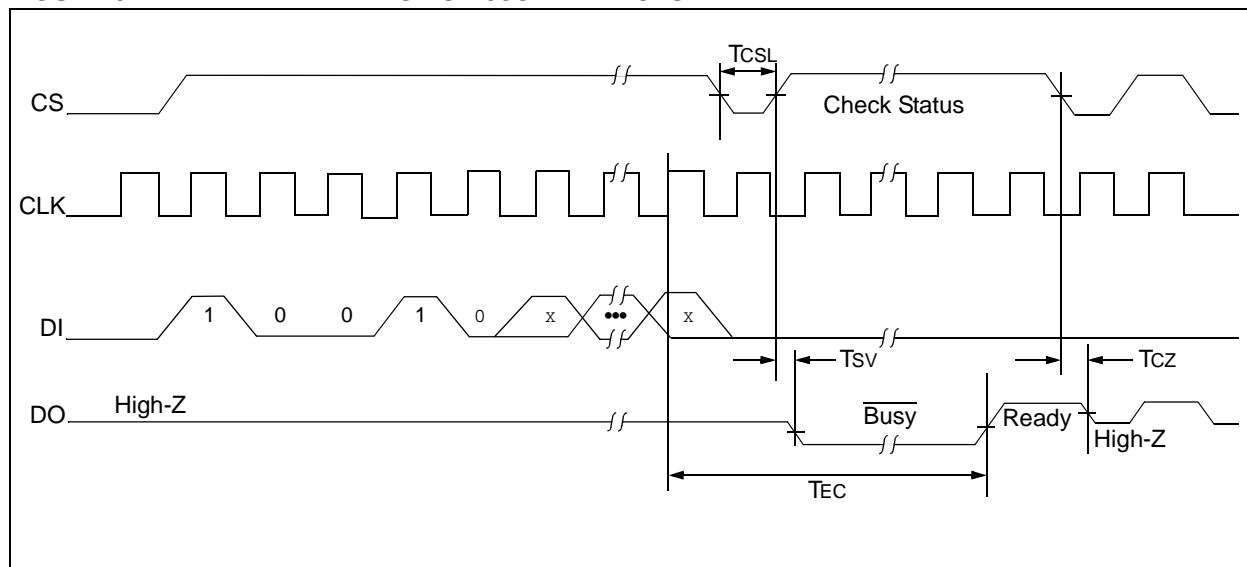 TCSL
CS
Check Status
CLK
DI
1 0 0 1 0 x ••• x
TSV
TCZ
DO
High-Z
Busy
Ready
High-Z
TEC